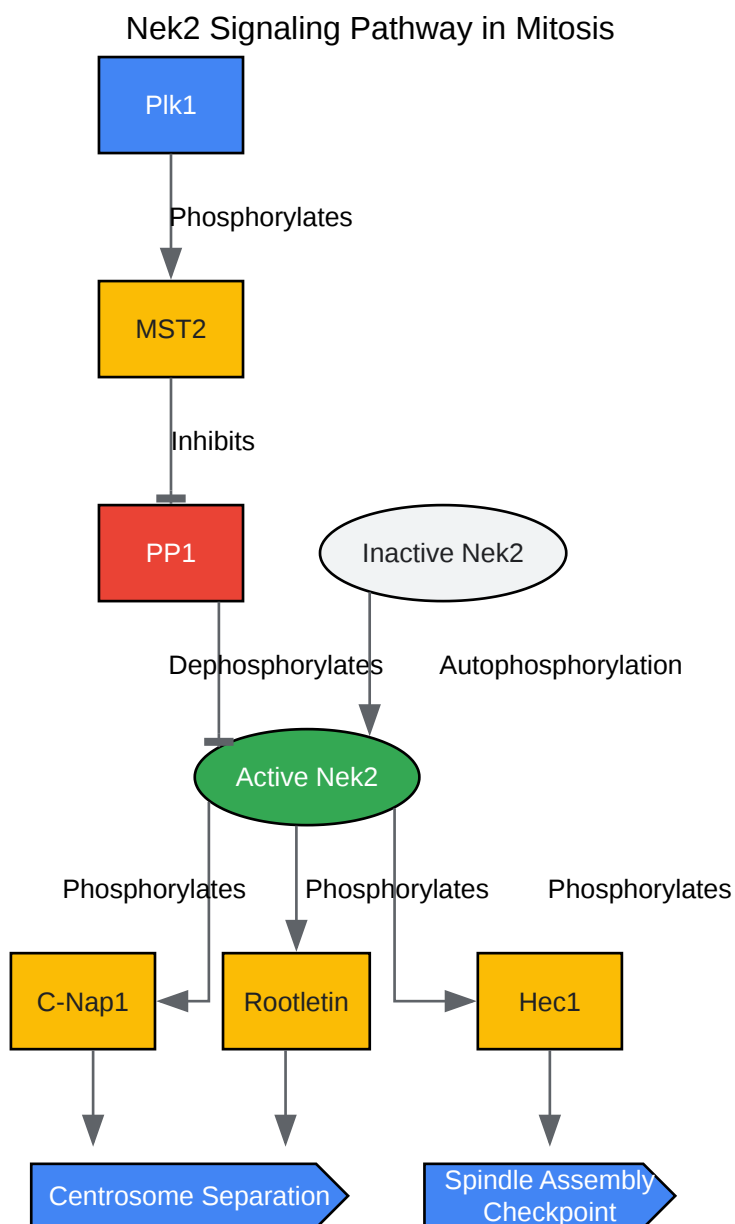 Nek2 Signaling Pathway in Mitosis
Plk1
Phosphorylates
MST2
Inhibits
PP1
Inactive Nek2
Dephosphorylates
Autophosphorylation
Active Nek2
Phosphorylates
Phosphorylates
Phosphorylates
C-Nap1
Rootletin
Hec1
Centrosome Separation
Spindle Assembly
Checkpoint